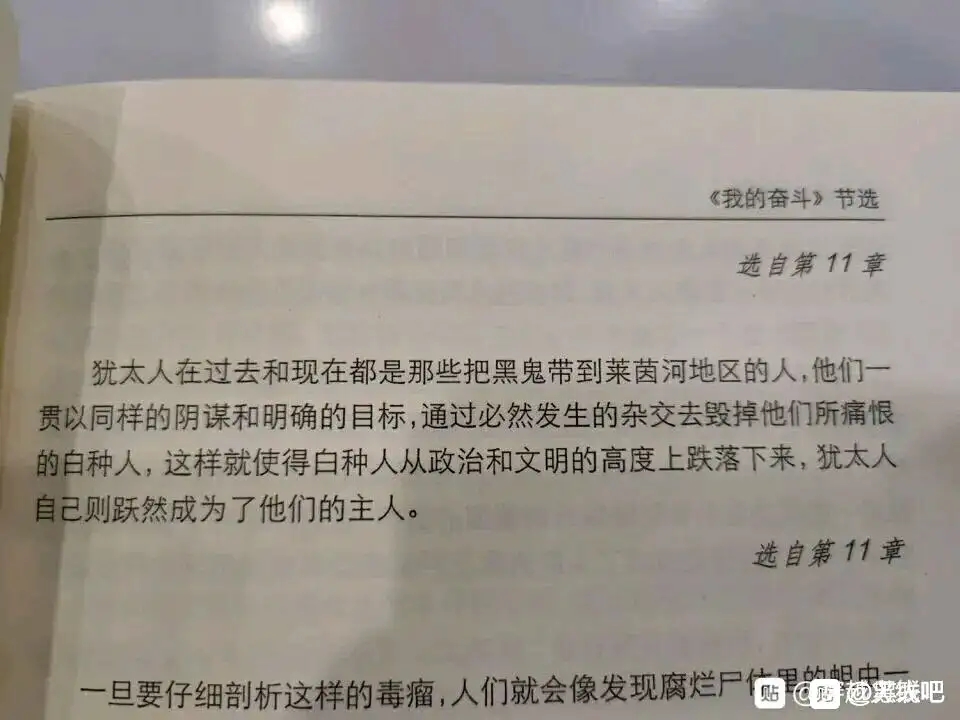 《我的奋斗》节选
选自第 11 章
犹太人在过去和现在都是那些把黑鬼带到莱茵河地区的人,他们一
贯以同样的阴谋和明确的目标,通过必然发生的杂交去毁掉他们所痛恨
的白种人, 这样就使得白种人从政治和文明的高度上跌落下来, 犹太人
自己则跃然成为了他们的主人。
选自第 11 章
一旦要仔细剖析这样的毒瘤, 人们就会像发现腐烂尸体里的蛆虫一
贴 贴